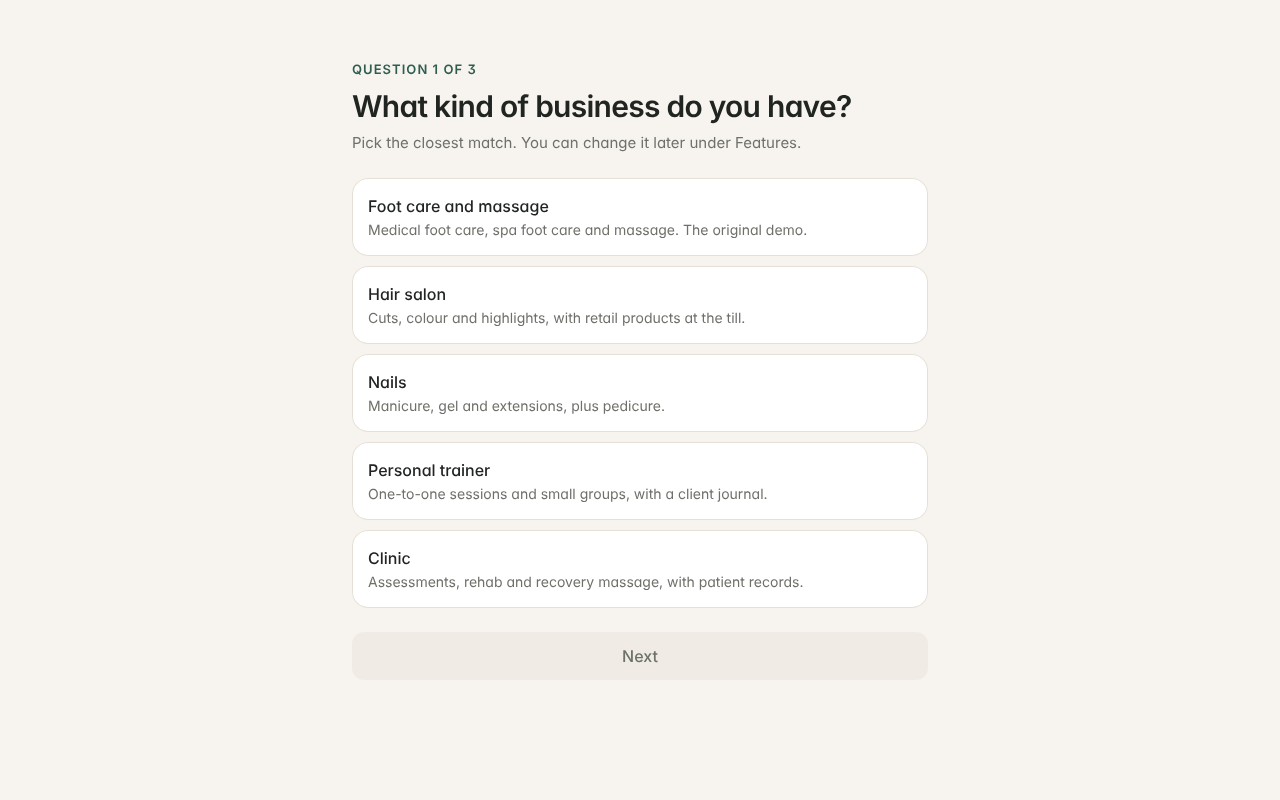 QUESTION 1 OF 3
What kind of business do you have?
Pick the closest match. You can change it later under Features.
Foot care and massage
Medical foot care, spa foot care and massage. The original demo.
Hair salon
Cuts, colour and highlights, with retail products at the till.
Nails
Manicure, gel and extensions, plus pedicure.
Personal trainer
One-to-one sessions and small groups, with a client journal.
Clinic
Assessments, rehab and recovery massage, with patient records.
Next